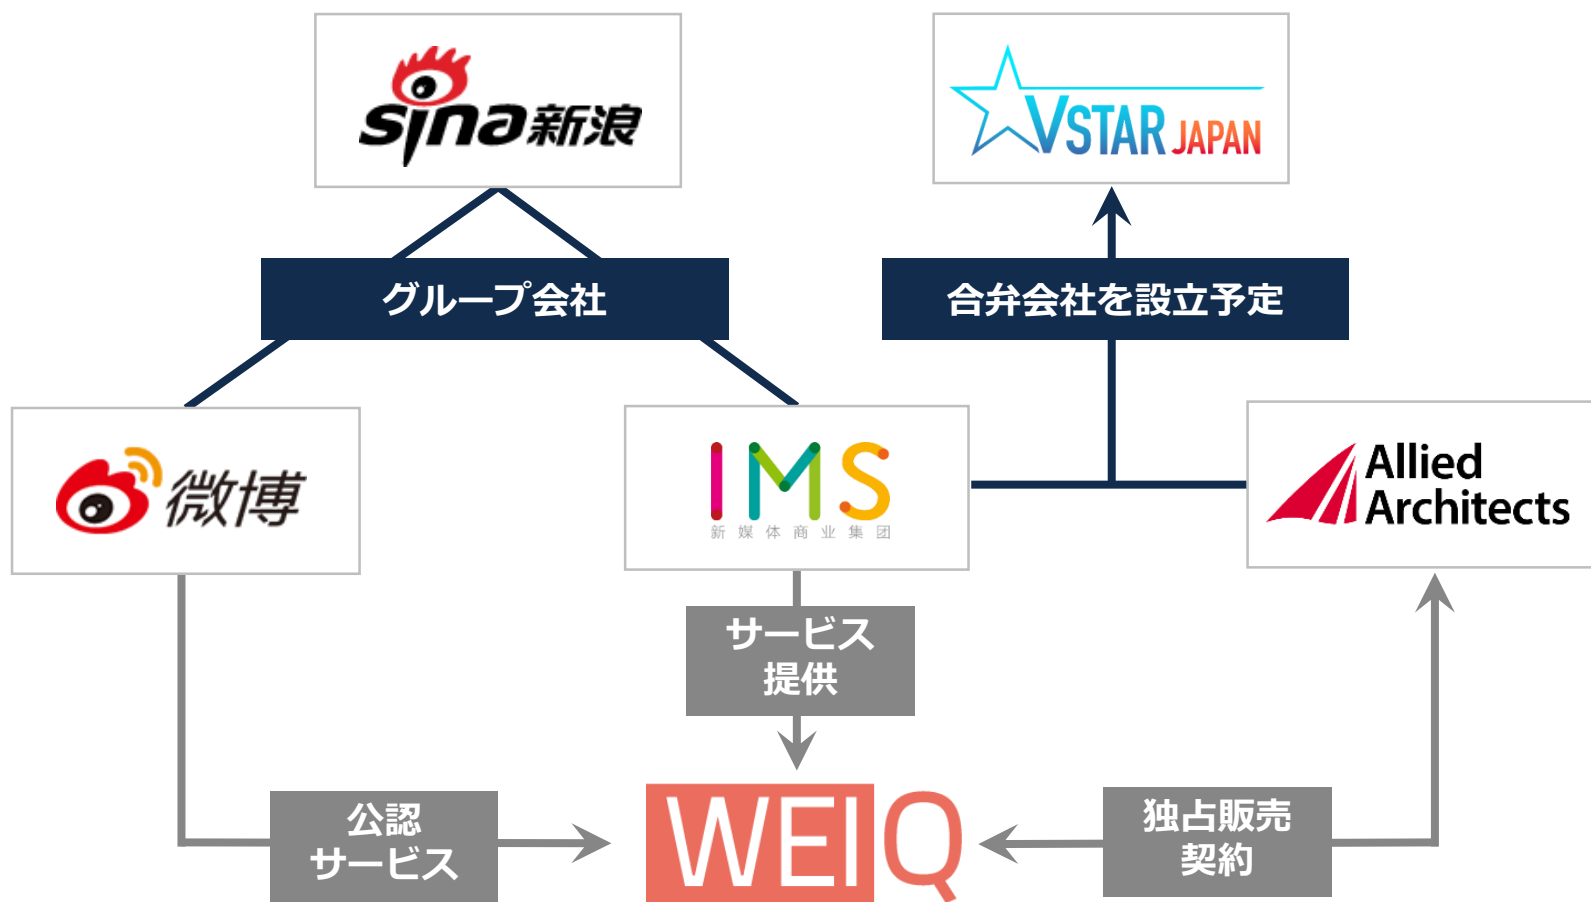 sina新浪
VSTAR JAPAN
グループ会社
合弁会社を設立予定
微博
IMS
新媒体商业集团
Allied
Architects
サービス
提供
公認
サービス
WEIQ
独占販売
契約